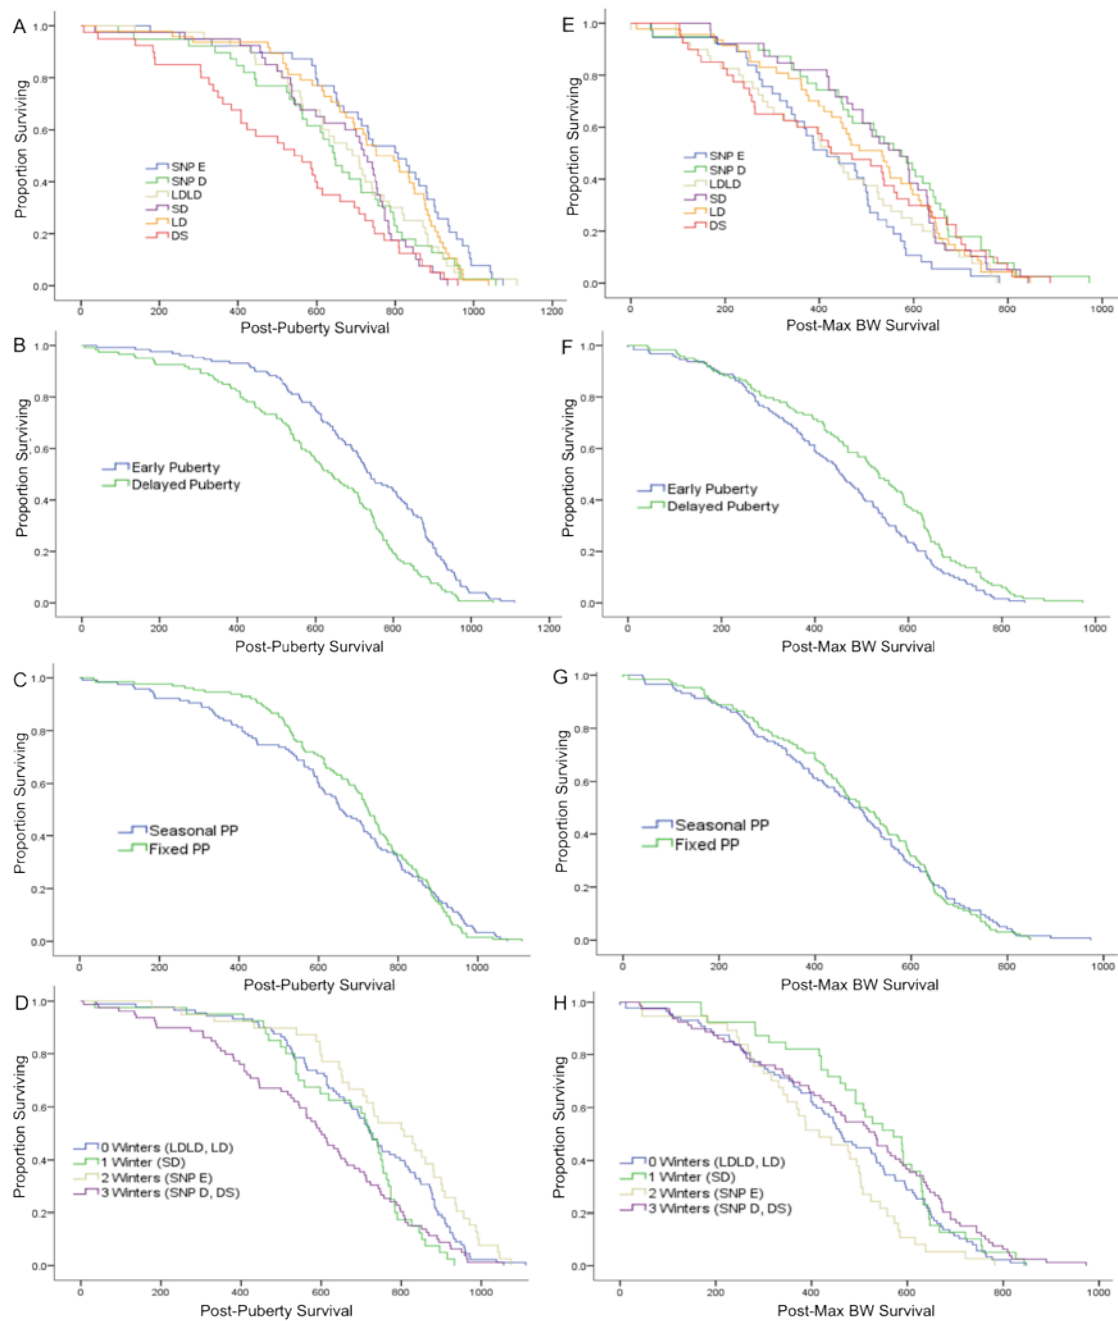 A
1.0
0.8
0.6
0.4
0.2
0.0
Proportion Surviving
SNP E
SNP D
LDLD
SD
LD
DS
0 200 400 600 800 1000 1200
Post-Puberty Survival
E
1.0
0.8
0.6
0.4
0.2
0.0
Proportion Surviving
SNP E
SNP D
LDLD
SD
LD
DS
0 200 400 600 800 1000
Post-Max BW Survival
B
1.0
0.8
0.6
0.4
0.2
0.0
Proportion Surviving
Early Puberty
Delayed Puberty
0 200 400 600 800 1000 1200
Post-Puberty Survival
F
1.0
0.8
0.6
0.4
0.2
0.0
Proportion Surviving
Early Puberty
Delayed Puberty
0 200 400 600 800 1000
Post-Max BW Survival
C
1.0
0.8
0.6
0.4
0.2
0.0
Proportion Surviving
Seasonal PP
Fixed PP
0 200 400 600 800 1000
Post-Puberty Survival
G
1.0
0.8
0.6
0.4
0.2
0.0
Proportion Surviving
Seasonal PP
Fixed PP
0 200 400 600 800 1000
Post-Max BW Survival
D
1.0
0.8
0.6
0.4
0.2
0.0
Proportion Surviving
0 Winters (LDLD, LD)
1 Winter (SD)
2 Winters (SNP E)
3 Winters (SNP D, DS)
0 200 400 600 800 1000
Post-Puberty Survival
H
1.0
0.8
0.6
0.4
0.2
0.0
Proportion Surviving
0 Winters (LDLD, LD)
1 Winter (SD)
2 Winters (SNP E)
3 Winters (SNP D, DS)
0 200 400 600 800 1000
Post-Max BW Survival